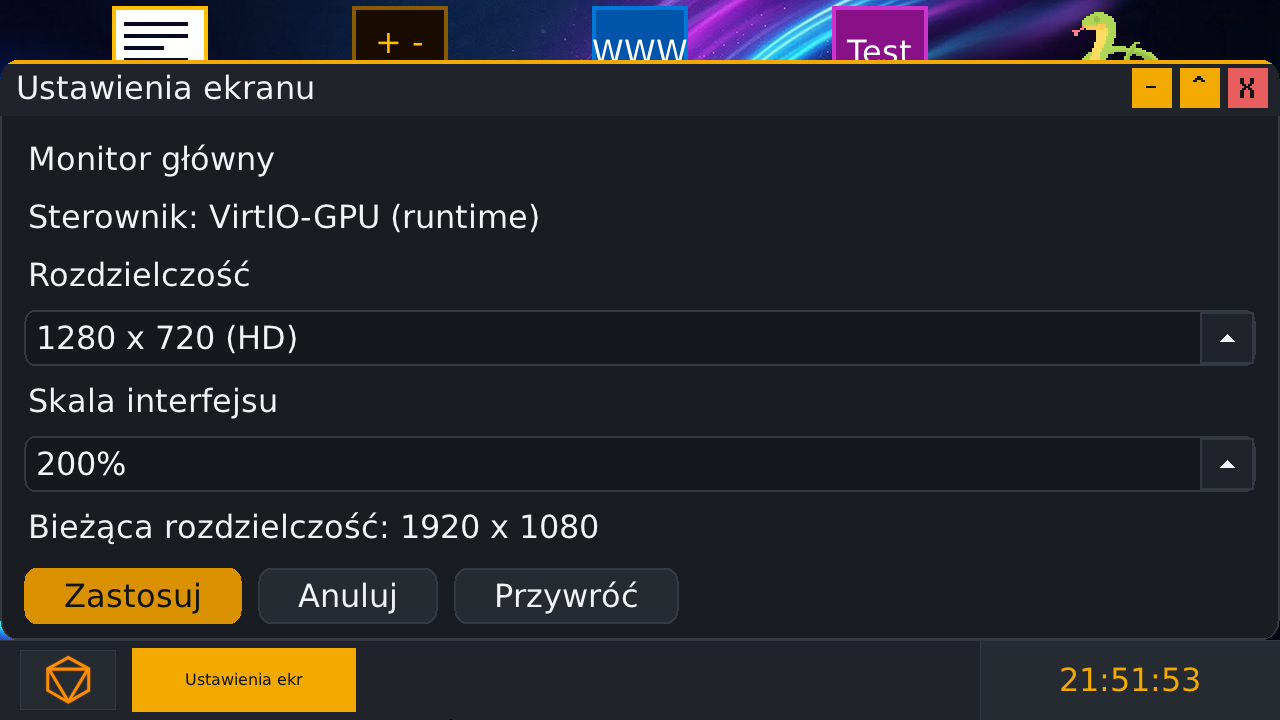 + -
WWW
Test
Ustawienia ekranu
- ^ X
Monitor główny
Sterownik: VirtIO-GPU (runtime)
Rozdzielczość
1280 x 720 (HD)
Skala interfejsu
200%
Bieżąca rozdzielczość: 1920 x 1080
Zastosuj Anuluj Przywróć
Ustawienia ekr
21:51:53